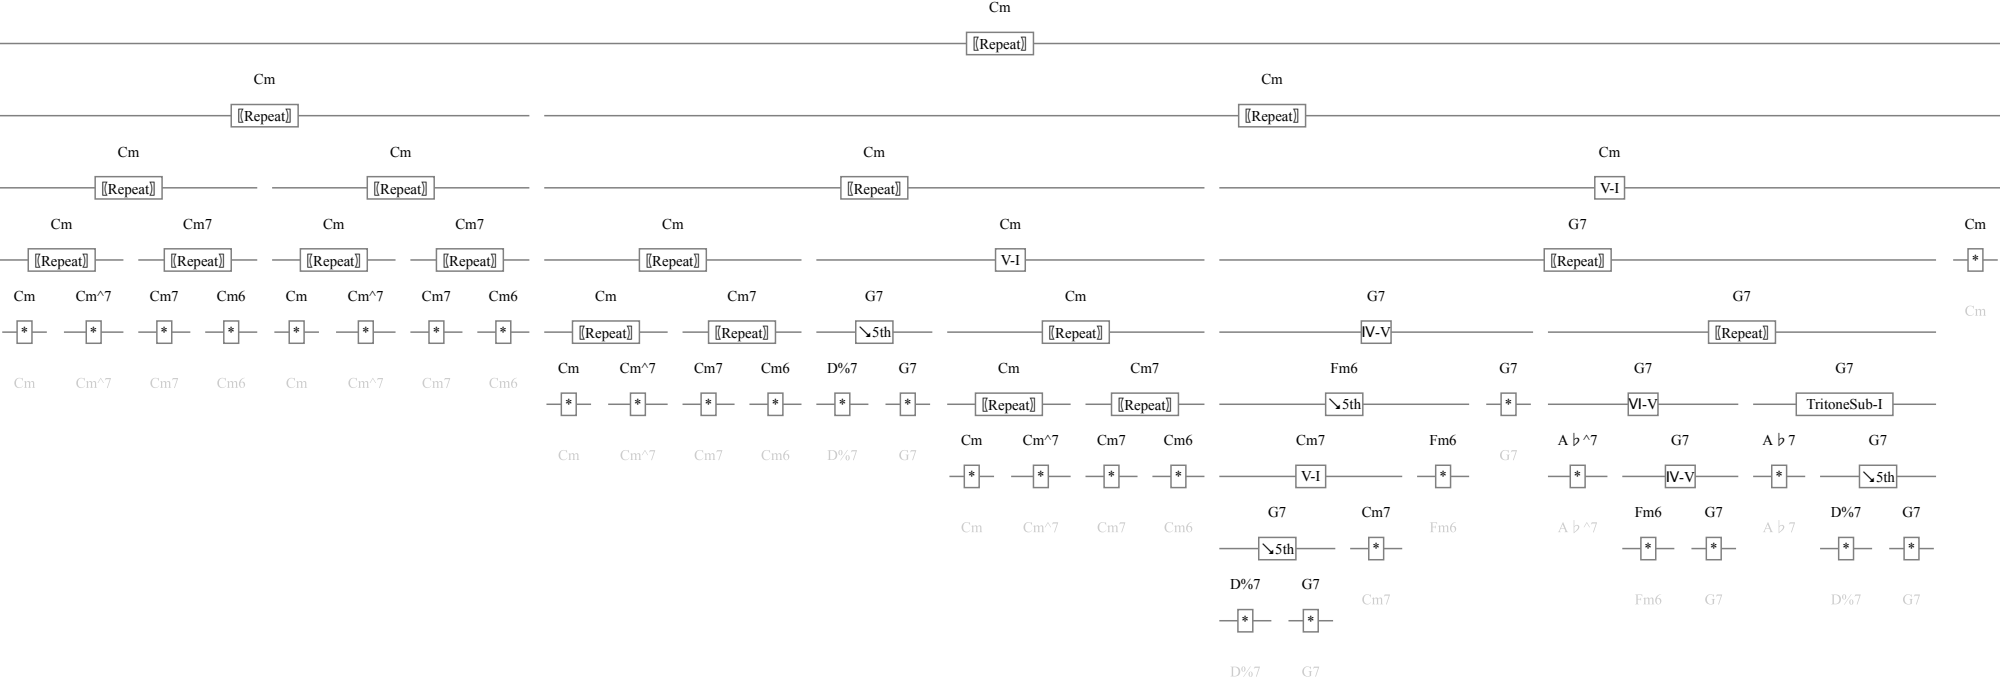 Cm
〚Repeat〛
Cm Cm
〚Repeat〛 〚Repeat〛
Cm Cm Cm Cm
〚Repeat〛 〚Repeat〛 〚Repeat〛 V-I
Cm Cm7 Cm Cm7 Cm Cm G7 Cm
〚Repeat〛 〚Repeat〛 〚Repeat〛 〚Repeat〛 〚Repeat〛 V-I 〚Repeat〛 *
Cm Cm^7 Cm7 Cm6 Cm Cm^7 Cm7 Cm6 Cm Cm7 G7 Cm G7 G7 Cm
* * * * * * * * 〚Repeat〛 〚Repeat〛 ↘5th 〚Repeat〛 Ⅳ-V 〚Repeat〛
Cm Cm^7 Cm7 Cm6 D%7 G7 Cm Cm7 Fm6 G7 G7 G7
Cm Cm^7 Cm7 Cm6 Cm Cm^7 Cm7 Cm6
* * * * * * 〚Repeat〛 〚Repeat〛 ↘5th * Ⅵ-V TritoneSub-I
Cm Cm^7 Cm7 Cm6 Cm7 Fm6 A♭^7 G7 A♭7 G7
Cm Cm^7 Cm7 Cm6 D%7 G7 G7
* * * * V-I * * Ⅳ-V * ↘5th
G7 Cm7 Fm6 G7 D%7 G7
Cm Cm^7 Cm7 Cm6 Fm6 A♭^7 A♭7
↘5th * * * * *
D%7 G7
Cm7 Fm6 G7 D%7 G7
* *
D%7 G7